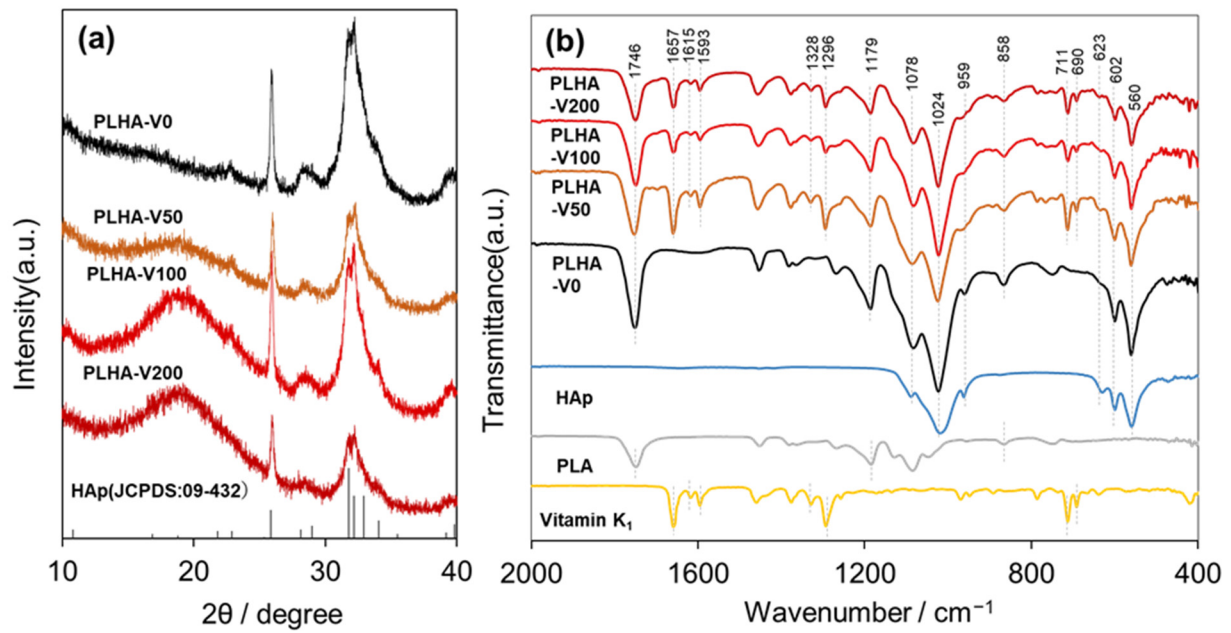 (a)
PLHA-V0
PLHA-V50
PLHA-V100
PLHA-V200
HAp(JCPDS:09-432)
Intensity(a.u.)
10
20
30
40
2θ / degree
(b)
1746
1657
1615
1593
1328
1296
1179
1078
1024
959
858
711
690
623
602
560
PLHA
-V200
PLHA
-V100
PLHA
-V50
PLHA
-V0
HAp
PLA
Vitamin K₁
Transmittance(a.u.)
2000
1600
1200
800
400
Wavenumber / cm⁻¹